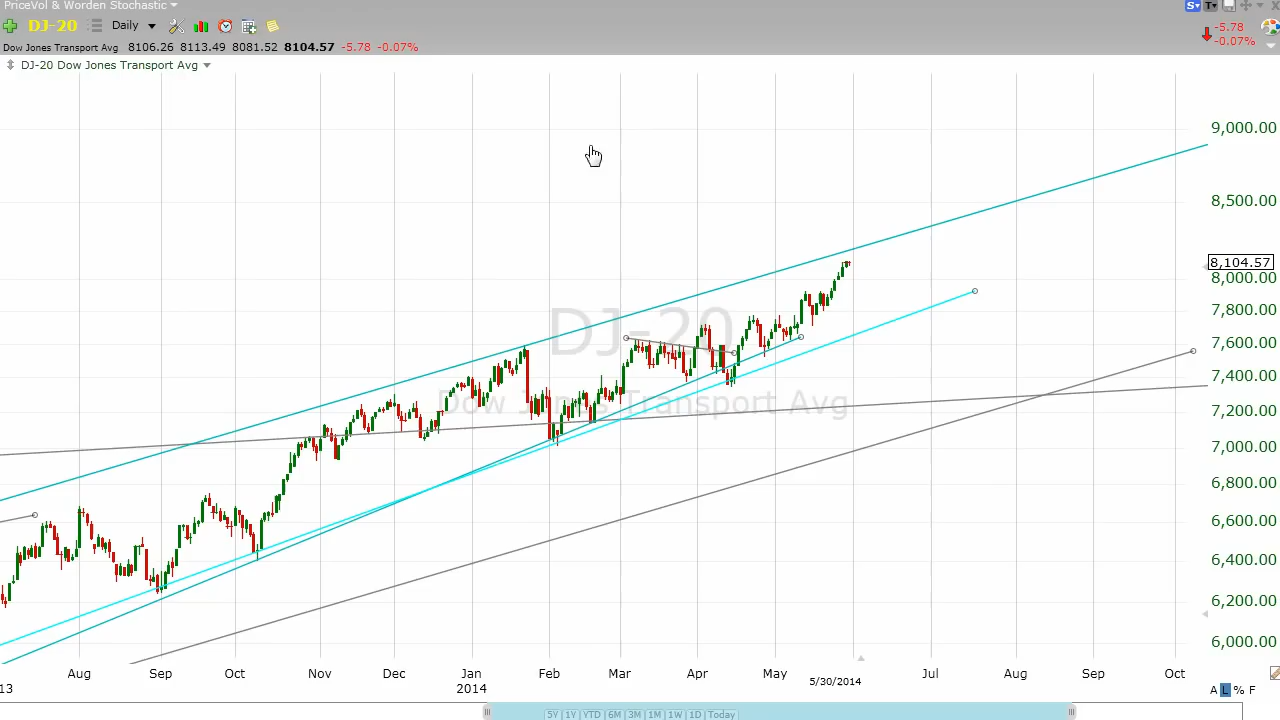 PriceVol & Worden Stochastic
S T
DJ-20 Daily
-5.78
-0.07%
Dow Jones Transport Avg 8106.26 8113.49 8081.52 8104.57 -5.78 -0.07%
DJ-20 Dow Jones Transport Avg
9,000.00
8,500.00
8,104.57
8,000.00
7,800.00
DJ-20
7,600.00
7,400.00
Dow Jones Transport Avg
7,200.00
7,000.00
6,800.00
6,600.00
6,400.00
6,200.00
6,000.00
Aug Sep Oct Nov Dec Jan Feb Mar Apr May 5/30/2014 Jul Aug Sep Oct
13 2014
A L % F
5Y 1Y YTD 6M 3M 1M 1W 1D Today